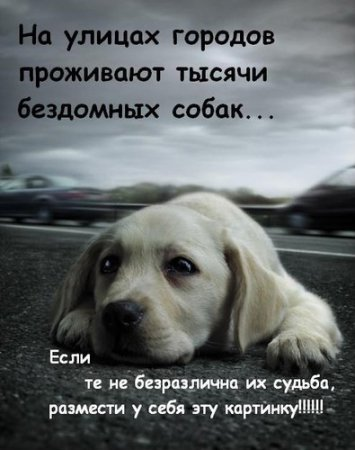 На улицах городов
проживают тысячи
бездомных собак...
Если
те не безразлична их судьба,
размести у себя эту картинку!!!!!!